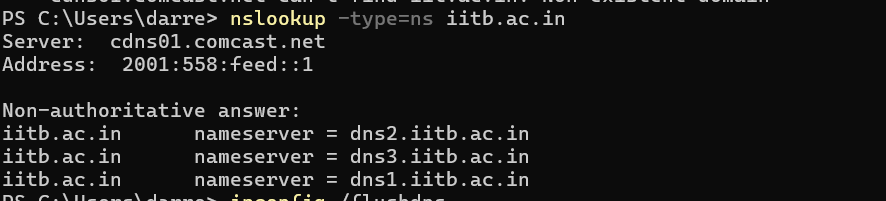 PS C:\Users\darre> nslookup -type=ns iitb.ac.in
Server:  cdns01.comcast.net
Address:  2001:558:feed::1
Non-authoritative answer:
iitb.ac.in      nameserver = dns2.iitb.ac.in
iitb.ac.in      nameserver = dns3.iitb.ac.in
iitb.ac.in      nameserver = dns1.iitb.ac.in
PS C:\Users\darre> ipconfig /flushdns